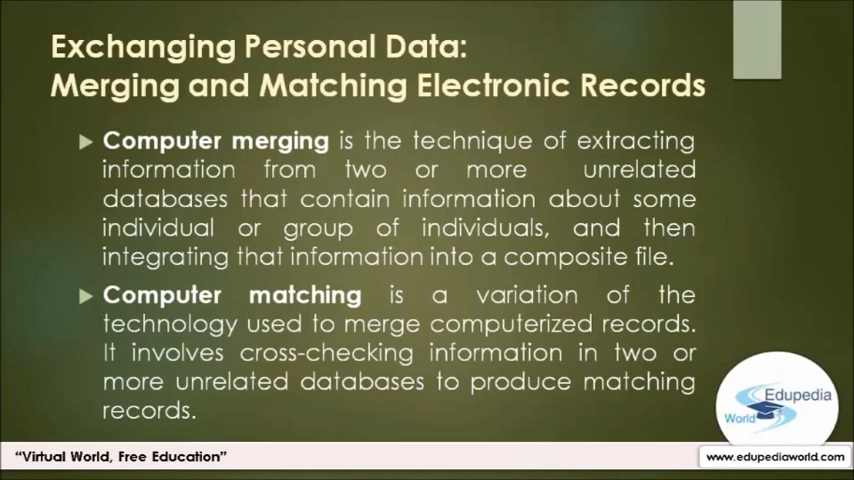 Exchanging Personal Data:
Merging and Matching Electronic Records
Computer merging is the technique of extracting
information from two or more unrelated
databases that contain information about some
individual or group of individuals, and then
integrating that information into a composite file.
Computer matching is a variation of the
technology used to merge computerized records.
It involves cross-checking information in two or
more unrelated databases to produce matching
records.
Edupedia
World
“Virtual World, Free Education”
www.edupediaworld.com